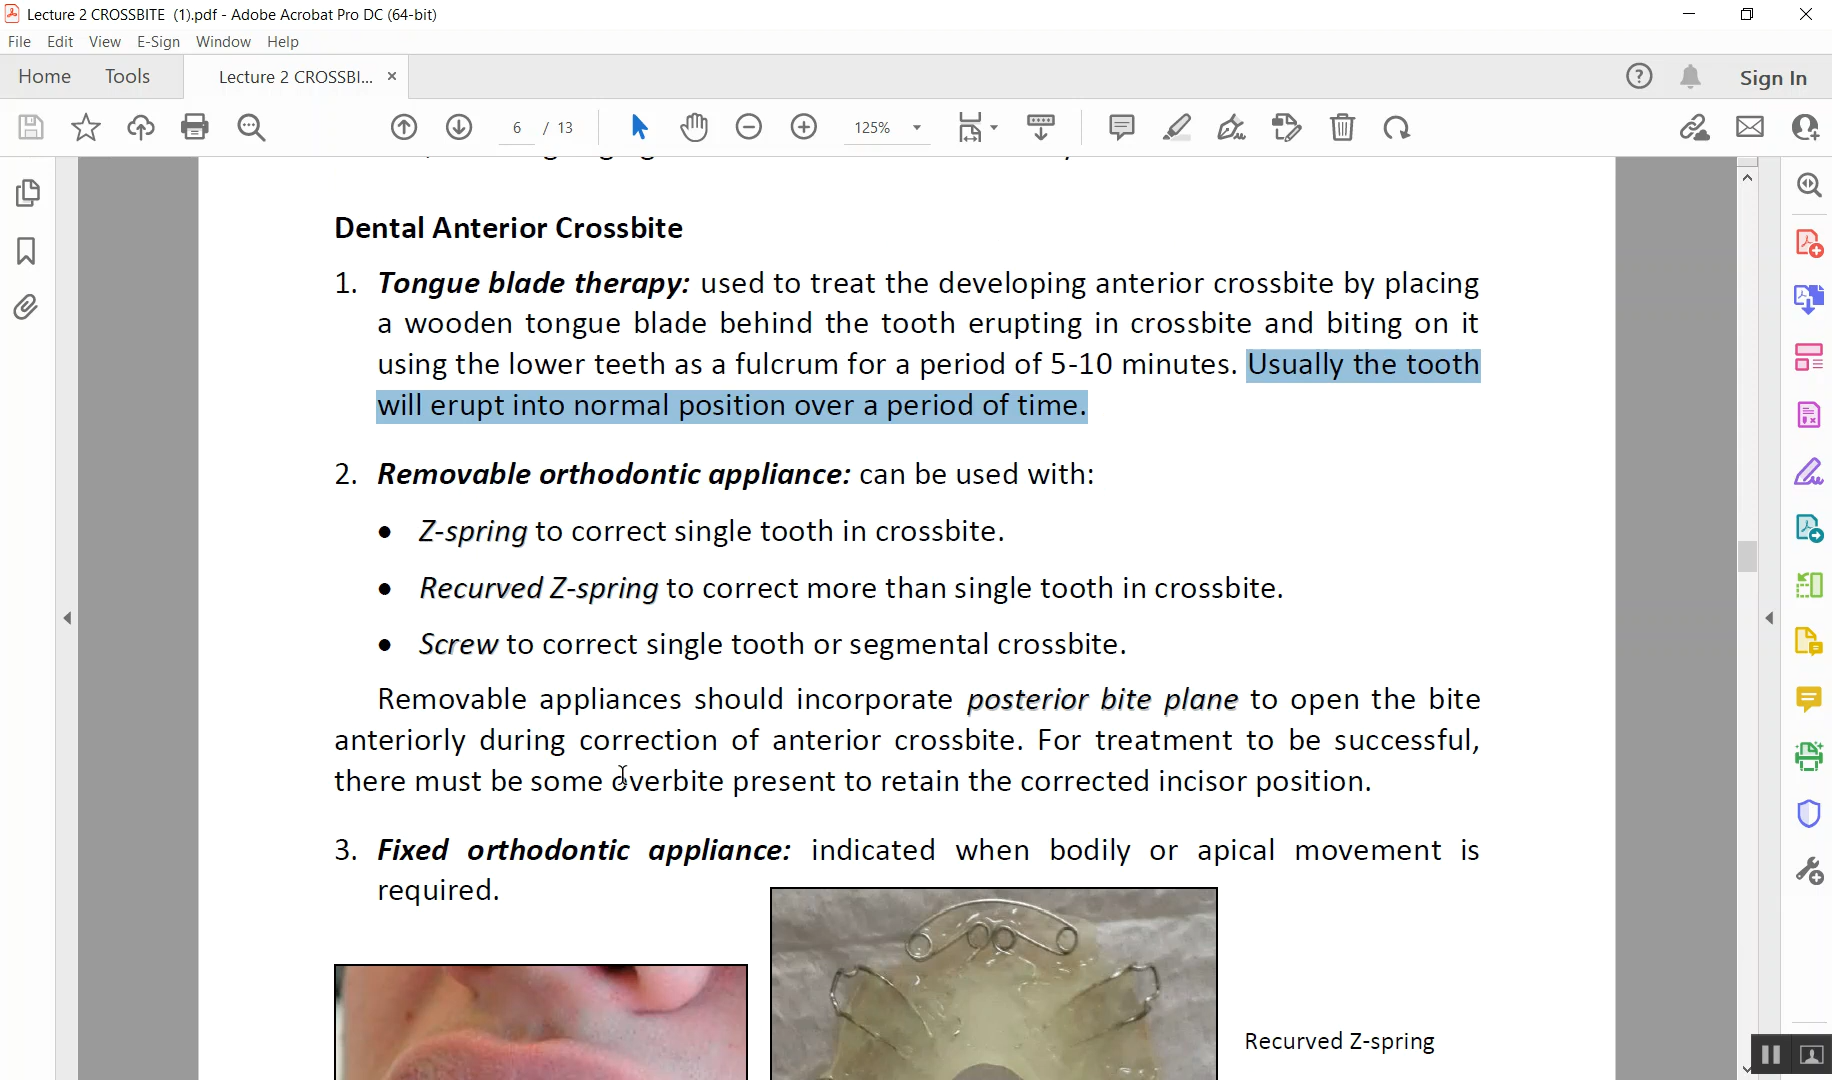 Lecture 2 CROSSBITE (1).pdf - Adobe Acrobat Pro DC (64-bit)
File Edit View E-Sign Window Help
Home Tools Lecture 2 CROSSBI... × Sign In
6 / 13 125%
Dental Anterior Crossbite
1. Tongue blade therapy: used to treat the developing anterior crossbite by placing
a wooden tongue blade behind the tooth erupting in crossbite and biting on it
using the lower teeth as a fulcrum for a period of 5-10 minutes. Usually the tooth
will erupt into normal position over a period of time.
2. Removable orthodontic appliance: can be used with:
• Z-spring to correct single tooth in crossbite.
• Recurved Z-spring to correct more than single tooth in crossbite.
• Screw to correct single tooth or segmental crossbite.
Removable appliances should incorporate posterior bite plane to open the bite
anteriorly during correction of anterior crossbite. For treatment to be successful,
there must be some overbite present to retain the corrected incisor position.
3. Fixed orthodontic appliance: indicated when bodily or apical movement is
required.
Recurved Z-spring